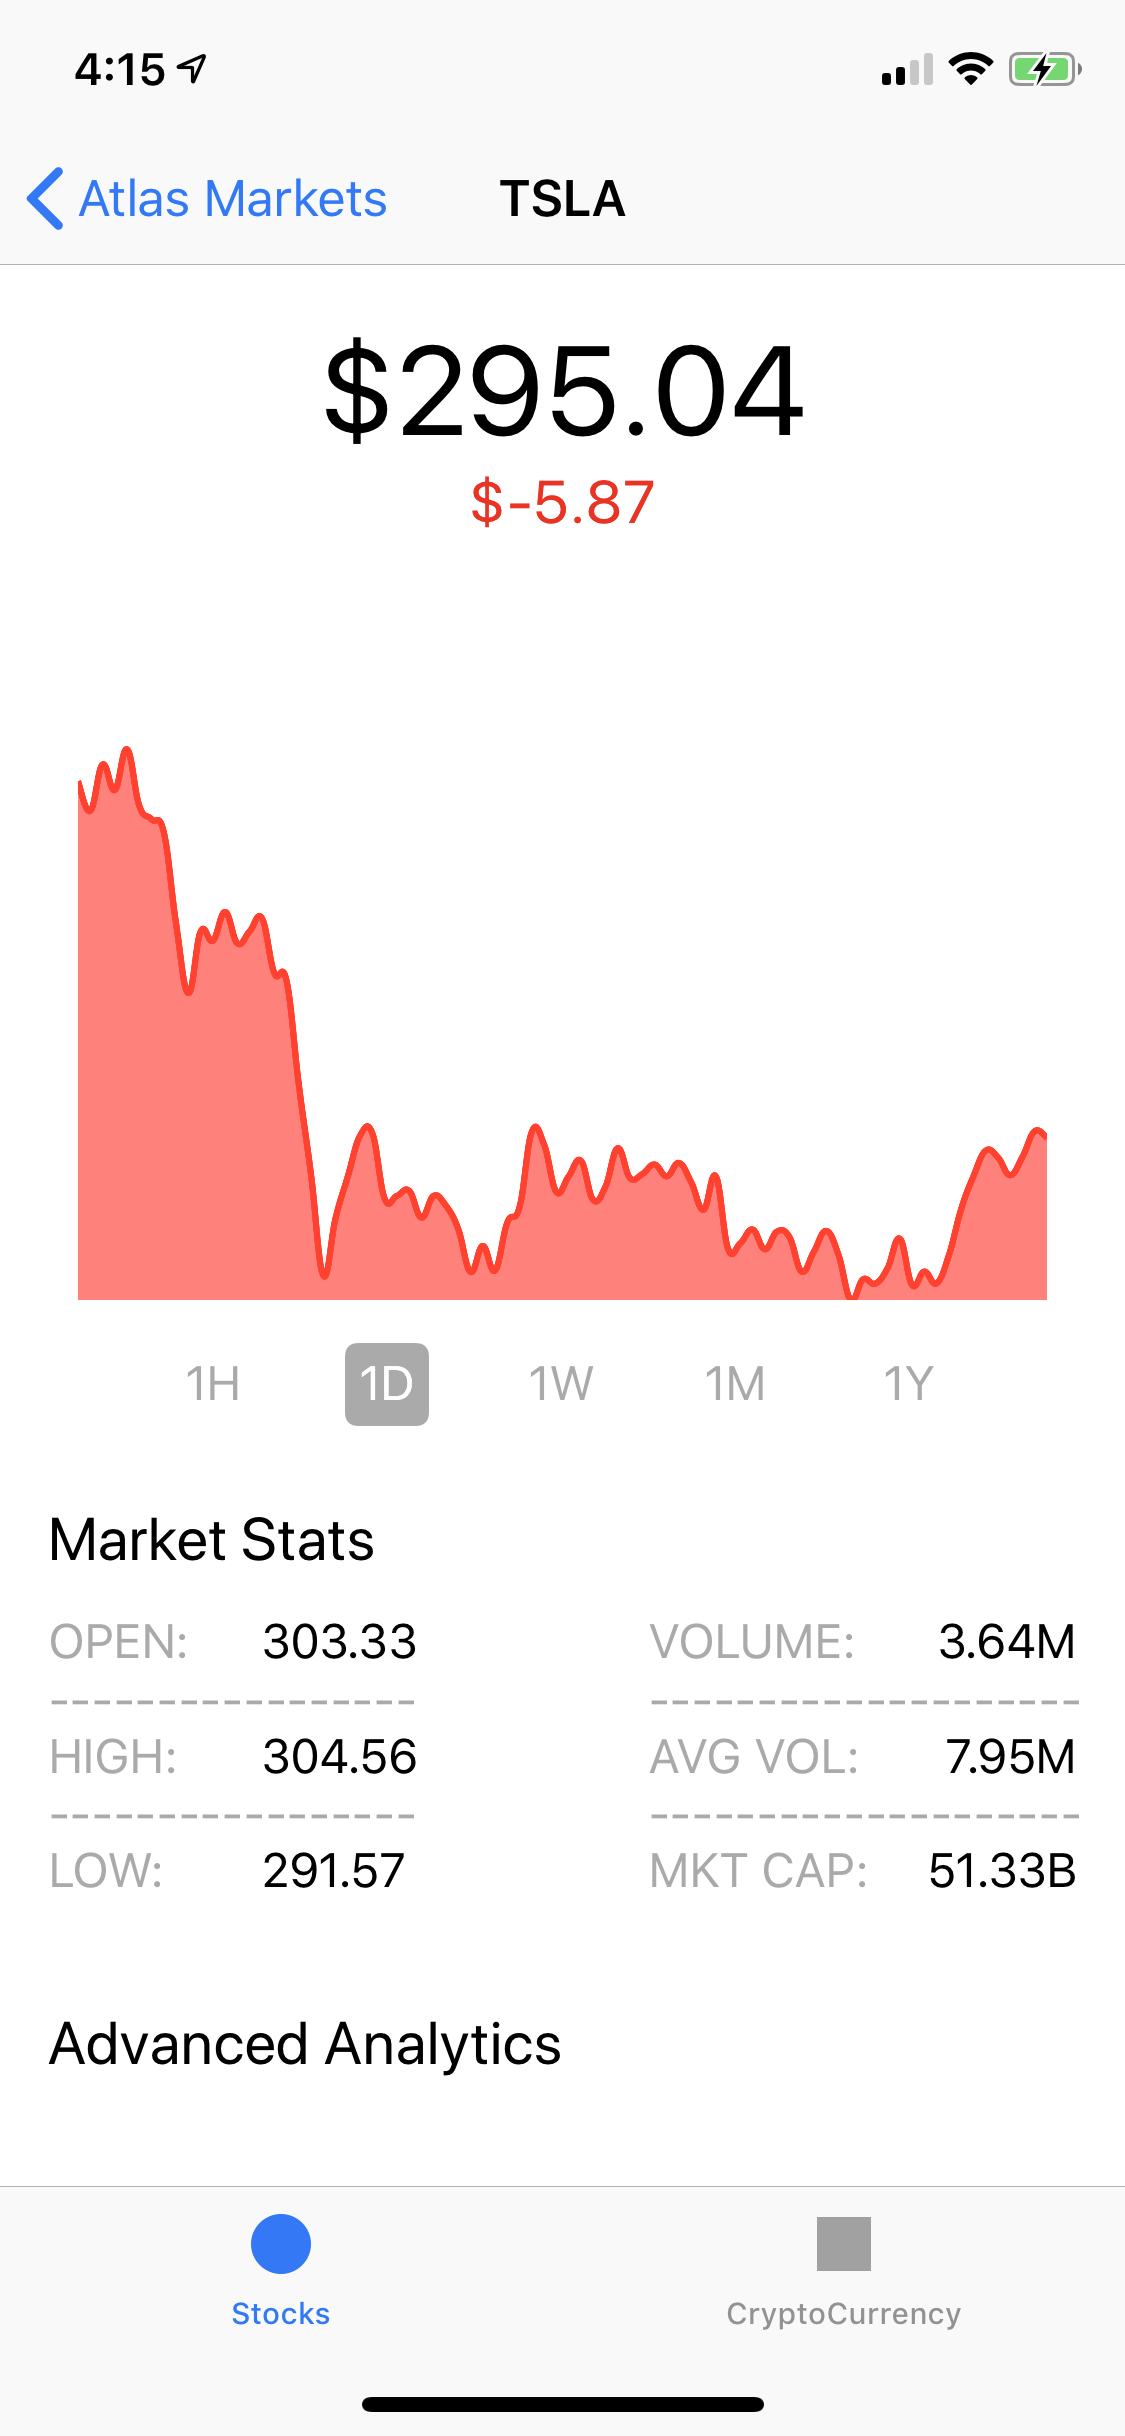 4:15
Atlas Markets TSLA
$295.04
$-5.87
1H 1D 1W 1M 1Y
Market Stats
OPEN: 303.33 VOLUME: 3.64M
HIGH: 304.56 AVG VOL: 7.95M
LOW: 291.57 MKT CAP: 51.33B
Advanced Analytics
Stocks CryptoCurrency